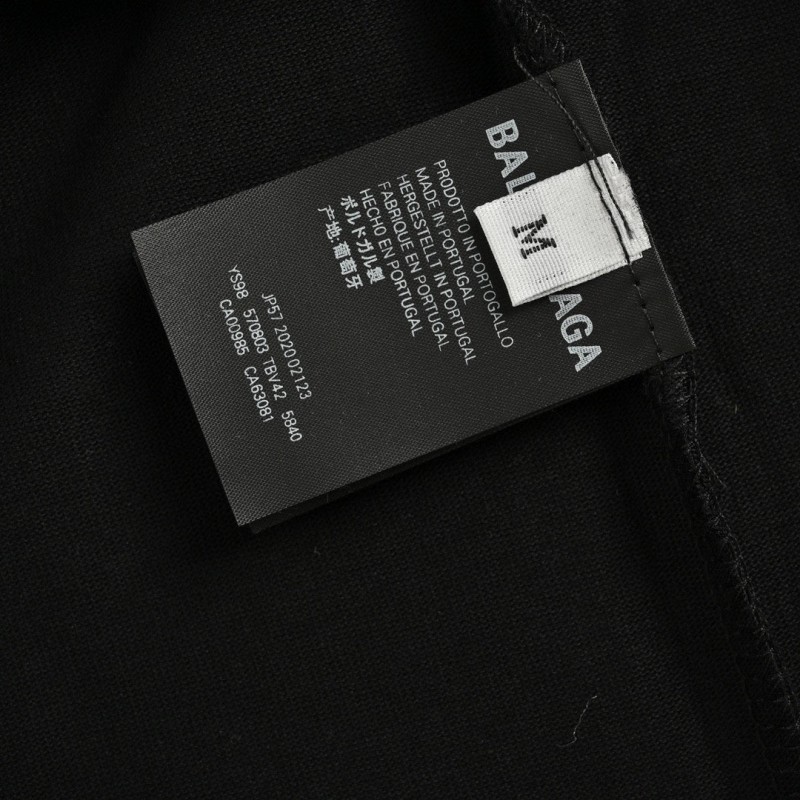 BAL AGA
M
PRODOTTO IN PORTOGALLO
MADE IN PORTUGAL
HERGESTELLT IN PORTUGAL
FABRIQUE EN PORTUGAL
HECHO EN PORTUGAL
ポルトガル製
产地:葡萄牙
JP57 202002123
YS98 570803 TBV42 5840
CA00985 CA63081